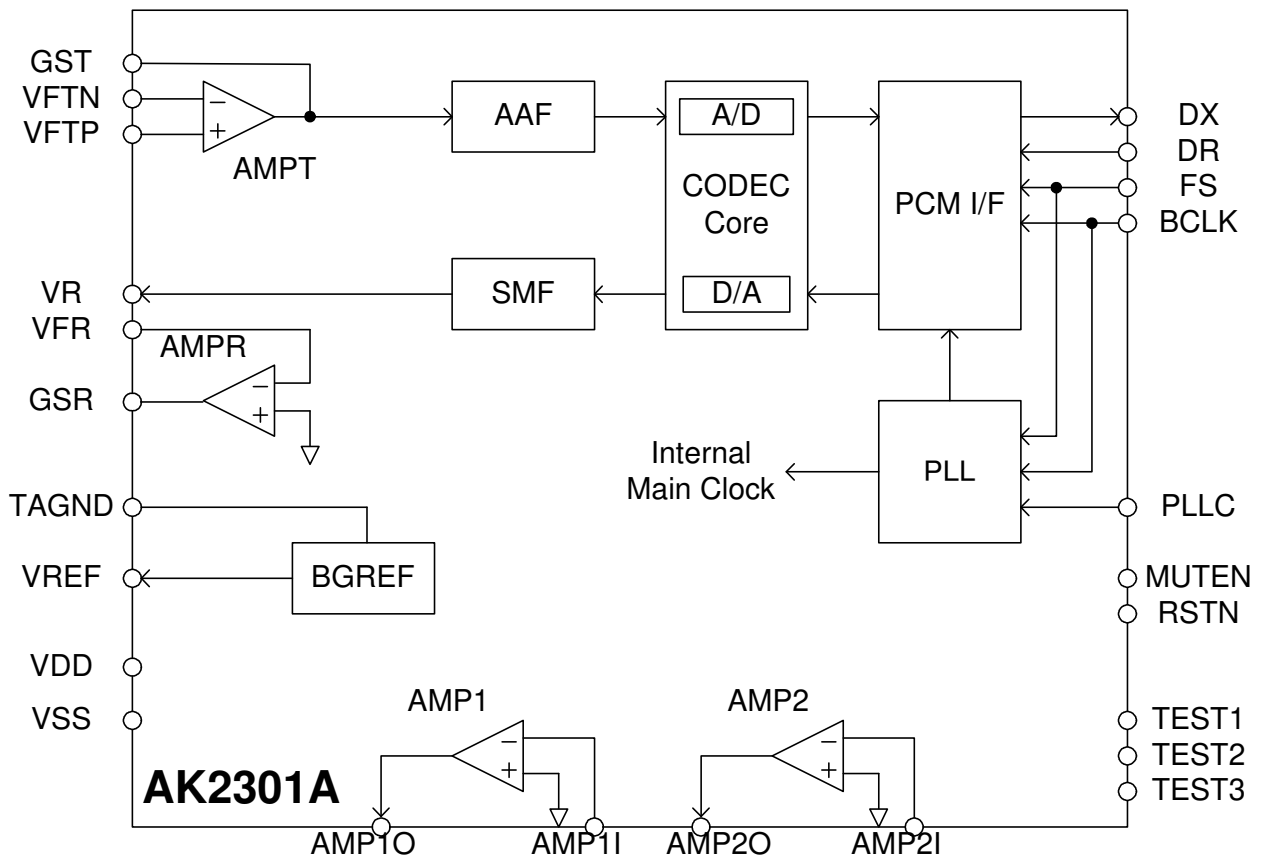 GST
VFTN
VFTP
−
+
AMPT
AAF
A/D
CODEC
Core
D/A
PCM I/F
DX
DR
FS
BCLK
VR
VFR
AMPR
SMF
GSR
−
+
Internal
Main Clock
PLL
PLLC
TAGND
VREF
BGREF
MUTEN
RSTN
VDD
VSS
AMP1
−
+
AMP2
−
+
TEST1
TEST2
TEST3
AK2301A
AMP1O
AMP1I
AMP2O
AMP2I